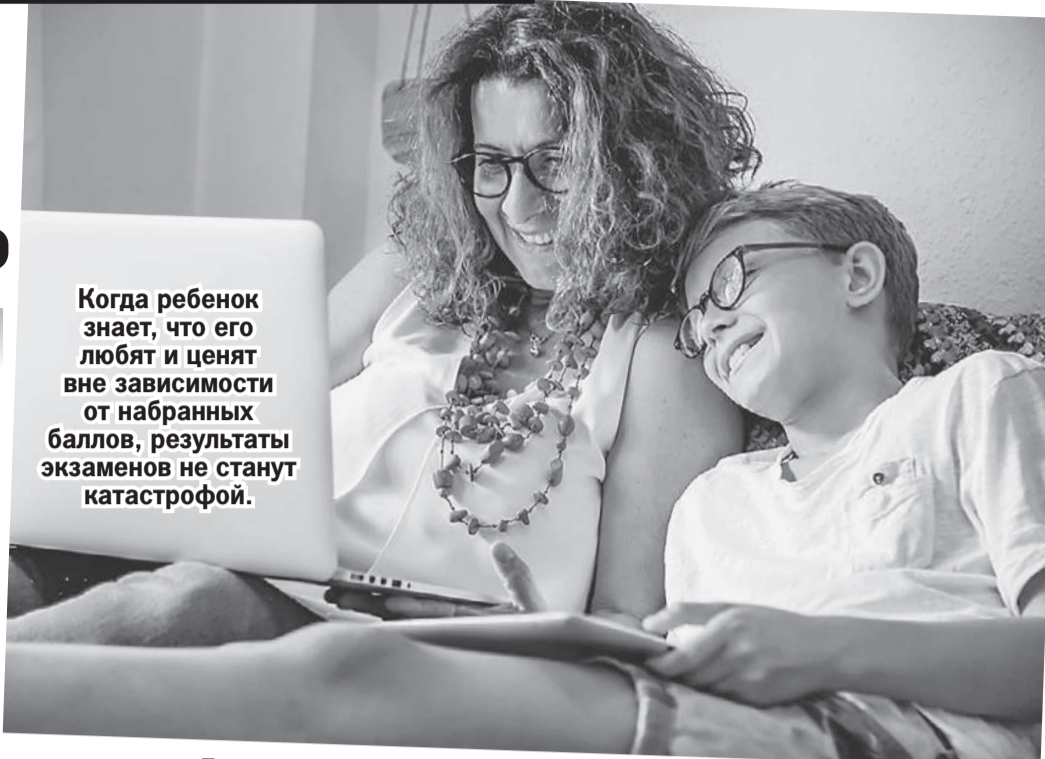 Когда ребенок
знает, что его
любят и ценят
вне зависимости
от набранных
баллов, результаты
экзаменов не станут
катастрофой.